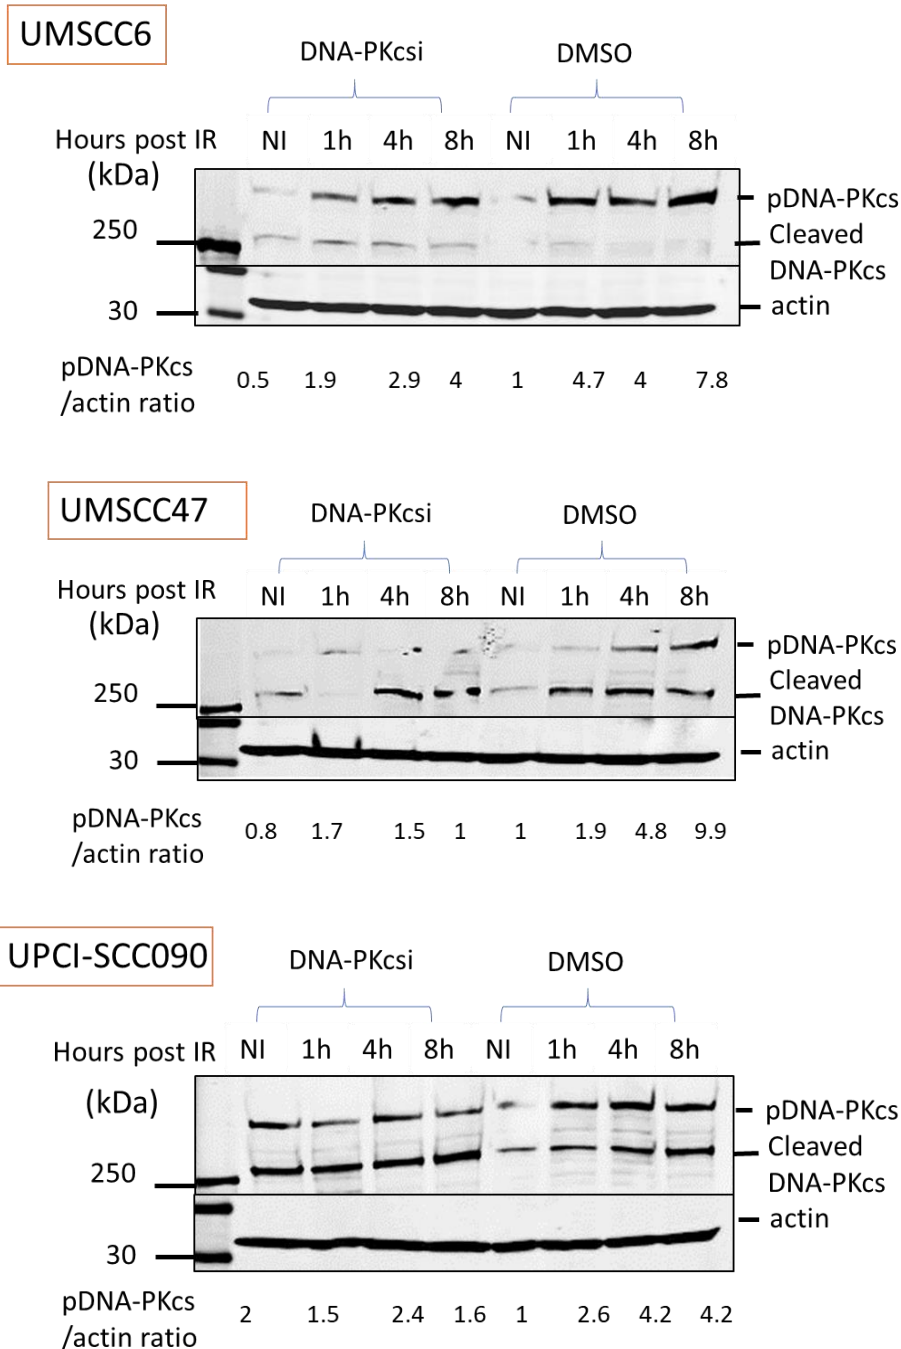 UMSCC6
DNA-PKcsi DMSO
Hours post IR NI 1h 4h 8h NI 1h 4h 8h
(kDa)
pDNA-PKcs
250 Cleaved
DNA-PKcs
30 actin
pDNA-PKcs
/actin ratio
0.5 1.9 2.9 4 1 4.7 4 7.8
UMSCC47
DNA-PKcsi DMSO
Hours post IR NI 1h 4h 8h NI 1h 4h 8h
(kDa)
pDNA-PKcs
250 Cleaved
DNA-PKcs
30 actin
pDNA-PKcs
/actin ratio
0.8 1.7 1.5 1 1 1.9 4.8 9.9
UPCI-SCC090
DNA-PKcsi DMSO
Hours post IR NI 1h 4h 8h NI 1h 4h 8h
(kDa)
pDNA-PKcs
Cleaved
250 DNA-PKcs
actin
30
pDNA-PKcs
/actin ratio
2 1.5 2.4 1.6 1 2.6 4.2 4.2